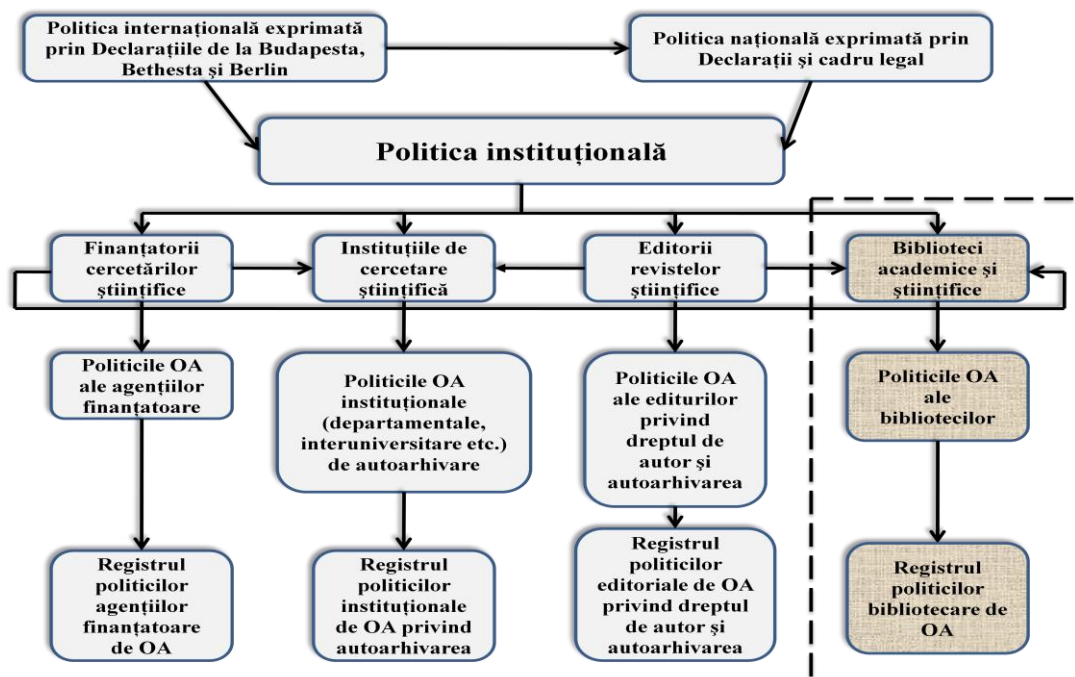 Politica internațională exprimată
prin Declarațiile de la Budapesta,
Bethesta și Berlin
Politica națională exprimată prin
Declarații și cadru legal
Politica instituțională
Finanțatorii
cercetărilor
științifice
Instituțiile de
cercetare
științifică
Editorii
revistelor
științifice
Biblioteci
academice și
științifice
Politicile OA
ale agențiilor
finanțatoare
Politicile OA
instituționale
(departamentale,
interuniversitare etc.)
de autoarhivare
Politicile OA
ale editurilor
privind
dreptul de
autor și
autoarhivarea
Politicile OA
ale
bibliotecilor
Registrul
politicilor
agențiilor
finanțatoare
de OA
Registrul
politicilor
instituționale
de OA privind
autoarhivarea
Registrul
politicilor
editoriale de OA
privind dreptul
de autor și
autoarhivarea
Registrul
politicilor
bibliotecare de
OA